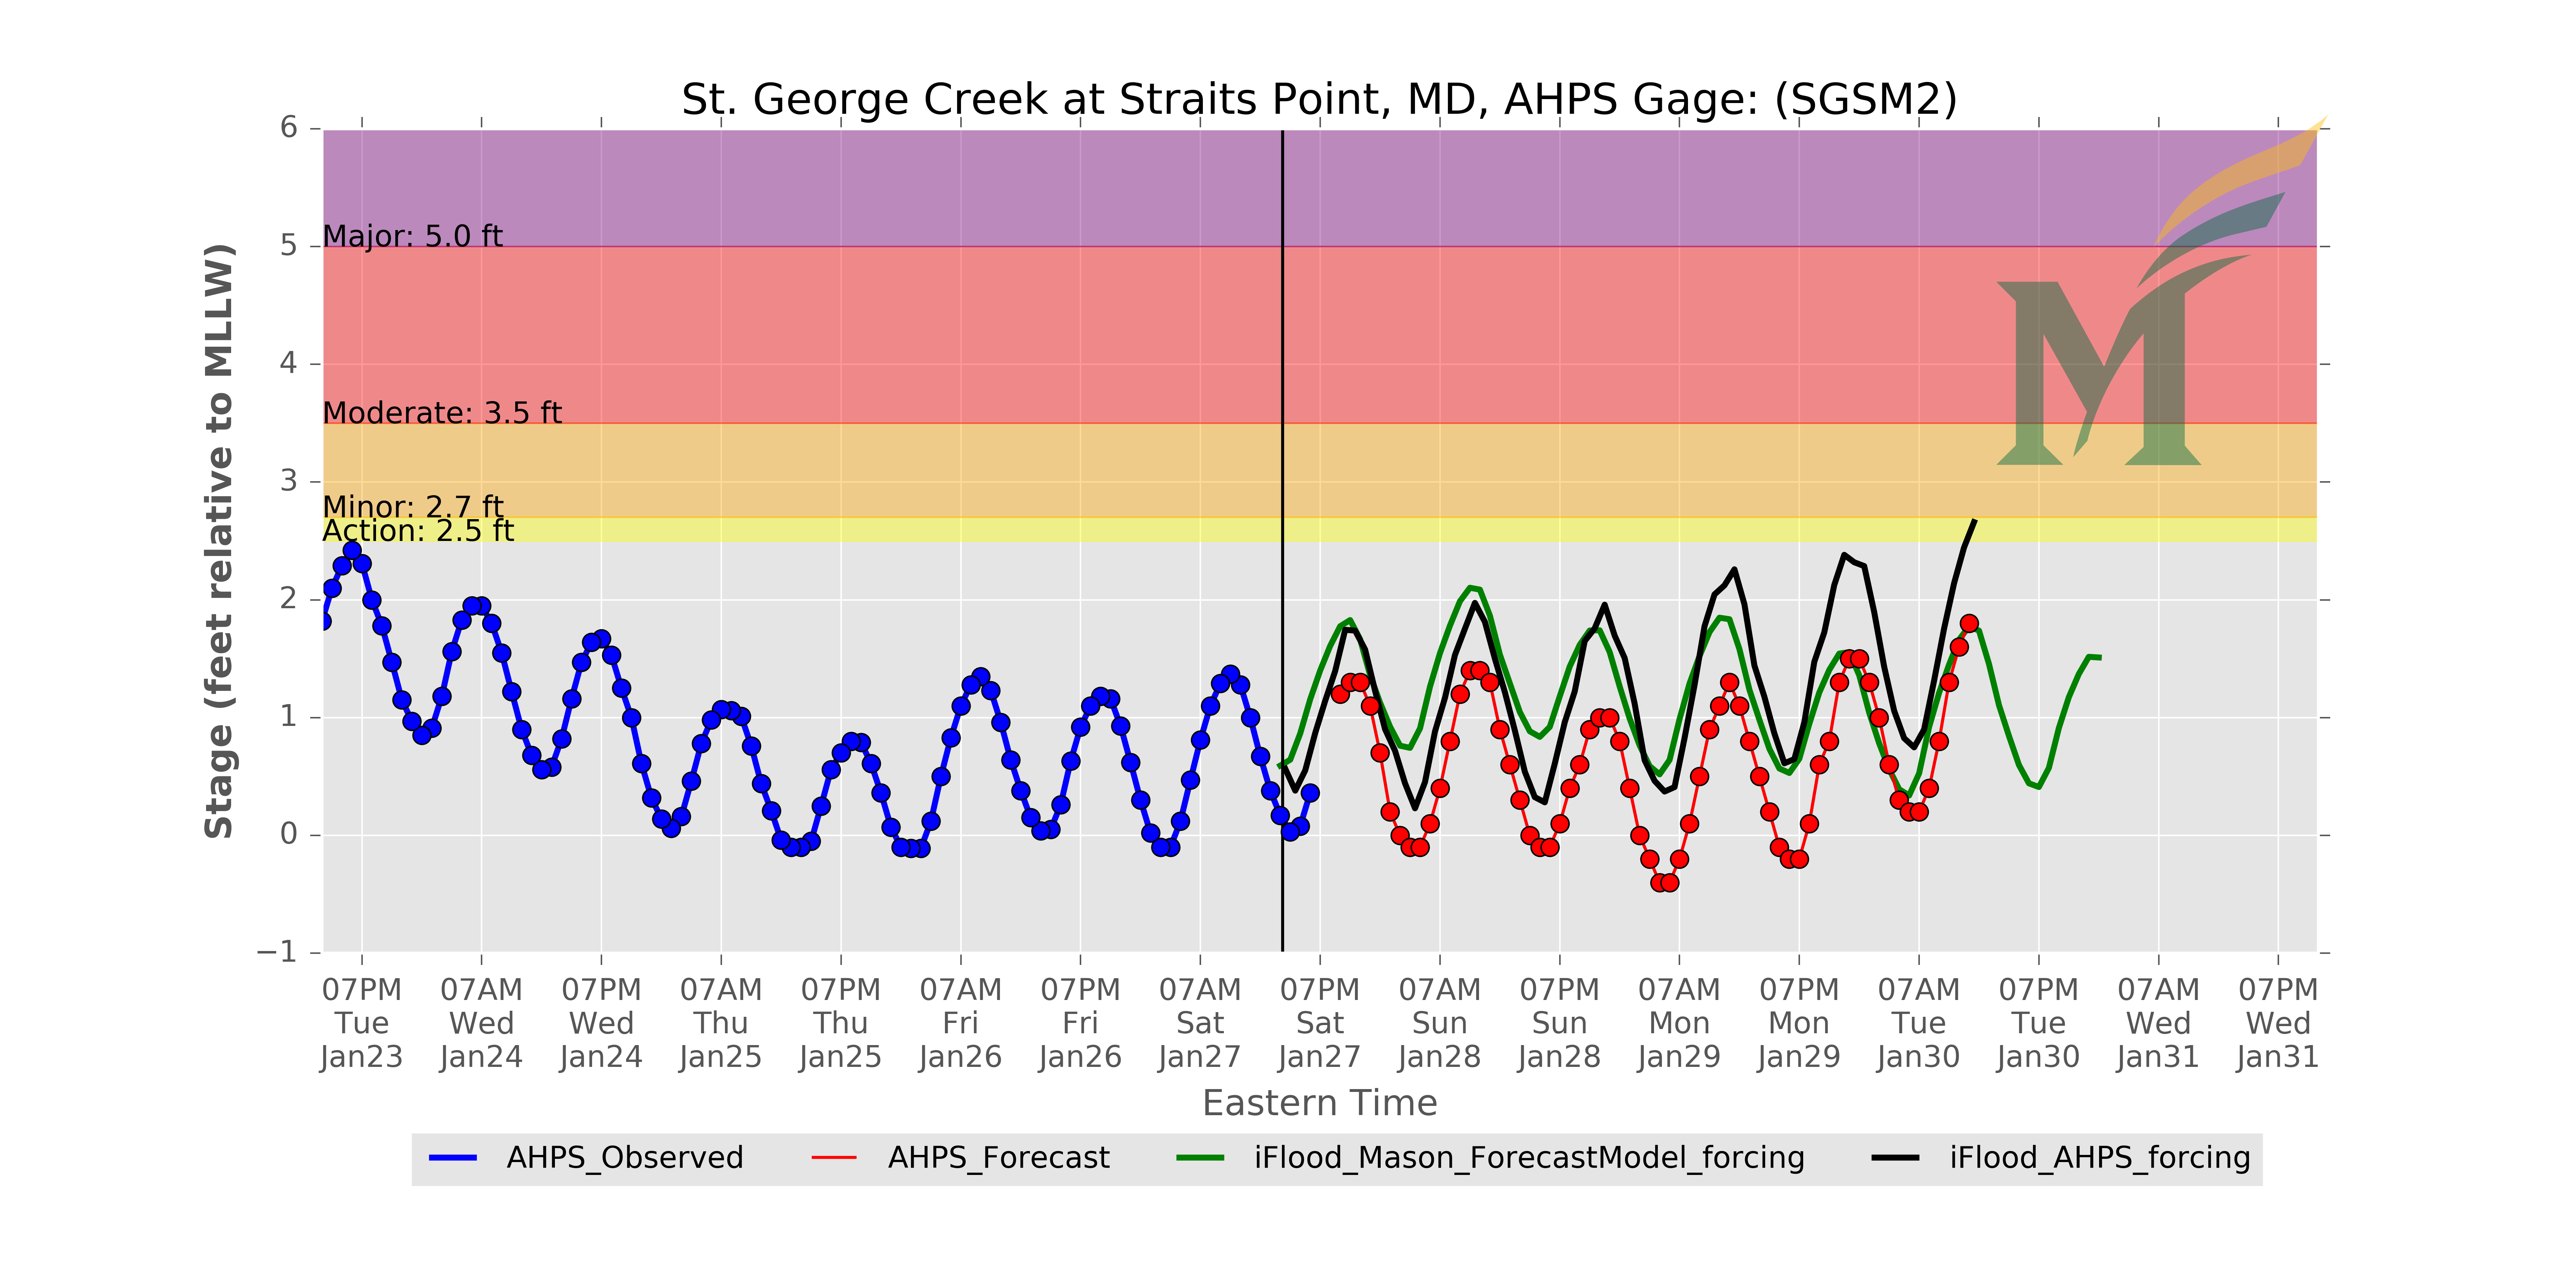 St. George Creek at Straits Point, MD, AHPS Gage: (SGSM2)
Stage (feet relative to MLLW)
6
5
4
3
2
1
0
−1
Major: 5.0 ft
Moderate: 3.5 ft
Minor: 2.7 ft
Action: 2.5 ft
07PM 07AM 07PM 07AM 07PM 07AM 07PM 07AM 07PM 07AM 07PM 07AM 07PM 07AM 07PM 07AM 07PM
Tue Wed Wed Thu Thu Fri Fri Sat Sat Sun Sun Mon Mon Tue Tue Wed Wed
Jan23 Jan24 Jan24 Jan25 Jan25 Jan26 Jan26 Jan27 Jan27 Jan28 Jan28 Jan29 Jan29 Jan30 Jan30 Jan31 Jan31
Eastern Time
AHPS_Observed AHPS_Forecast iFlood_Mason_ForecastModel_forcing iFlood_AHPS_forcing
M